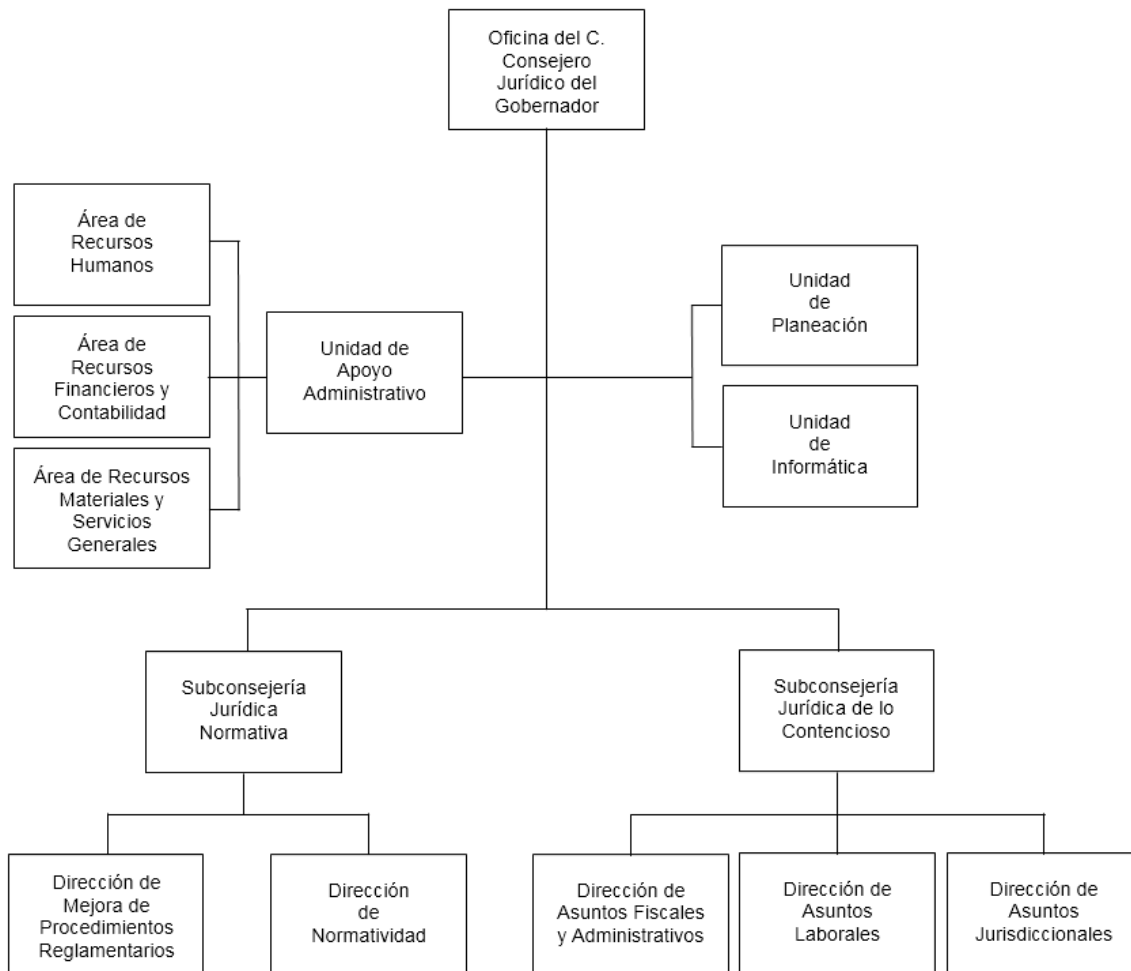 Oficina del C.
Consejero
Jurídico del
Gobernador
Área de
Recursos
Humanos
Área de
Recursos
Financieros y
Contabilidad
Área de Recursos
Materiales y
Servicios
Generales
Unidad de
Apoyo
Administrativo
Unidad
de
Planeación
Unidad
de
Informática
Subconsejería
Jurídica
Normativa
Subconsejería
Jurídica de lo
Contencioso
Dirección de
Mejora de
Procedimientos
Reglamentarios
Dirección
de
Normatividad
Dirección de
Asuntos Fiscales
y Administrativos
Dirección de
Asuntos
Laborales
Dirección de
Asuntos
Jurisdiccionales